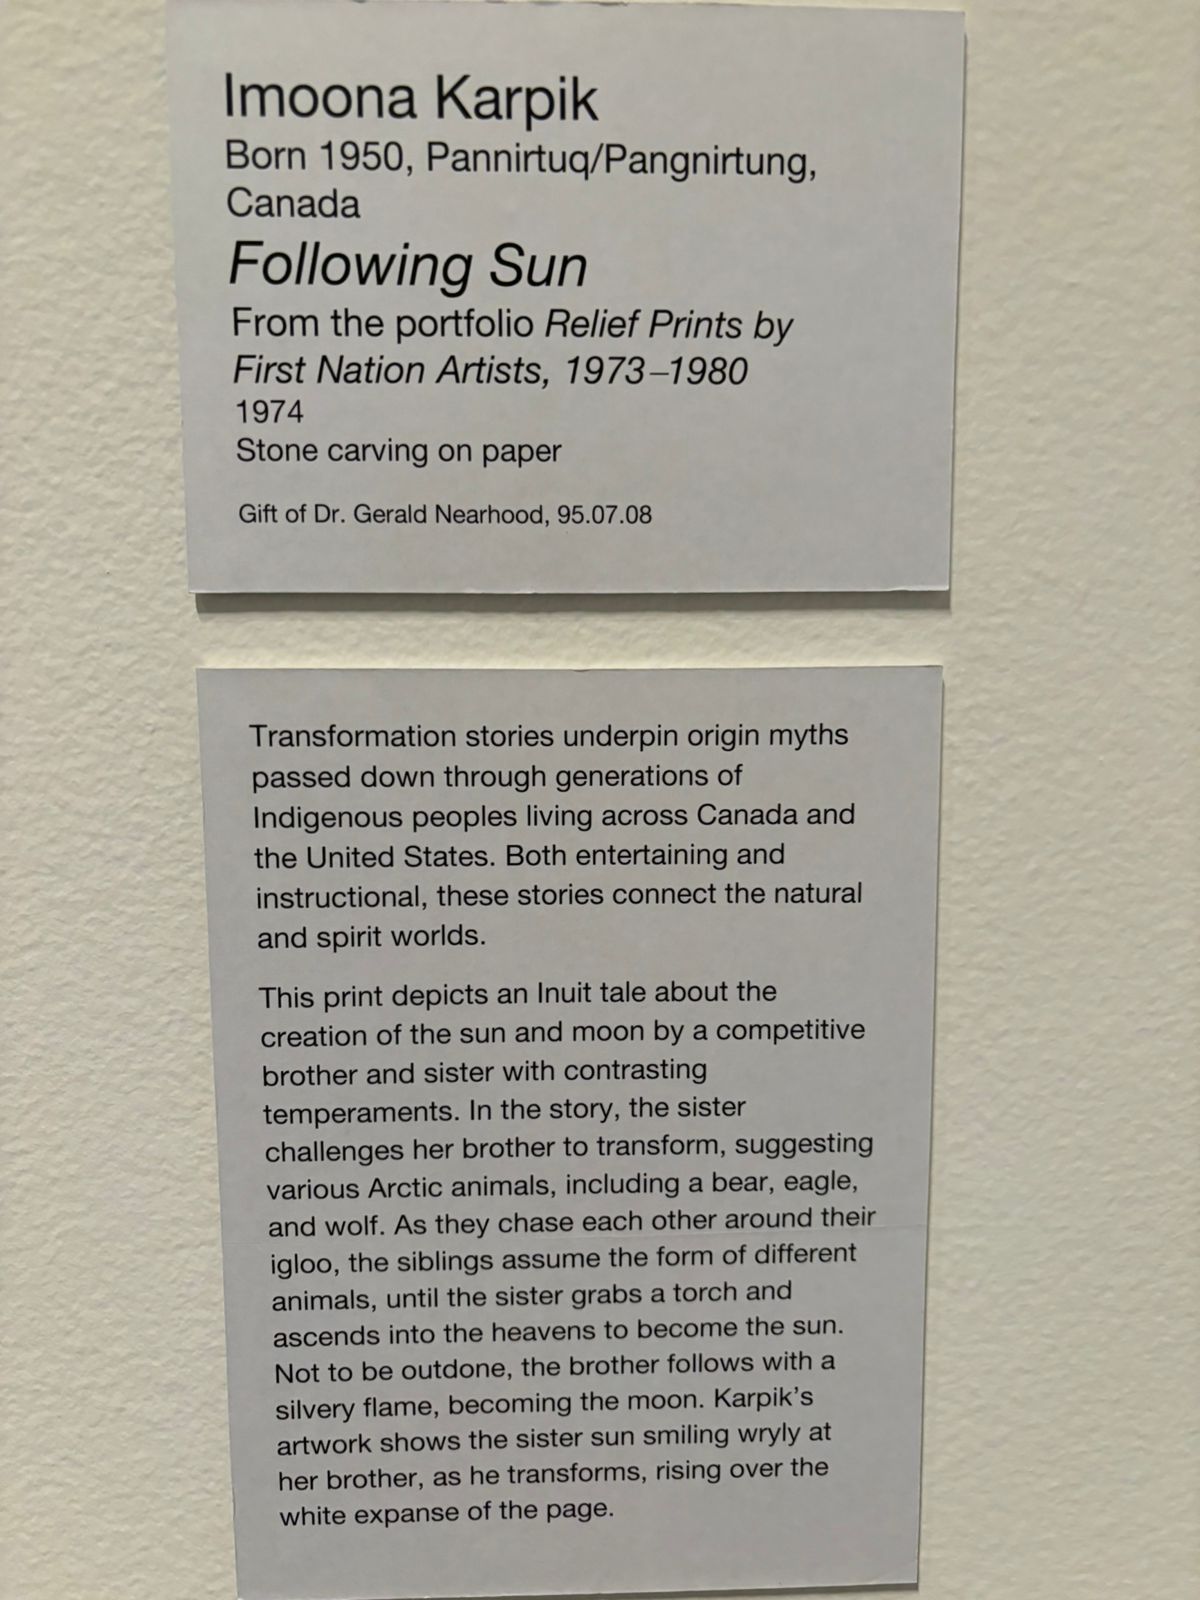 Imoona Karpik
Born 1950, Pannirtuq/Pangnirtung,
Canada
Following Sun
From the portfolio Relief Prints by
First Nation Artists, 1973–1980
1974
Stone carving on paper
Gift of Dr. Gerald Nearhood, 95.07.08
Transformation stories underpin origin myths
passed down through generations of
Indigenous peoples living across Canada and
the United States. Both entertaining and
instructional, these stories connect the natural
and spirit worlds.
This print depicts an Inuit tale about the
creation of the sun and moon by a competitive
brother and sister with contrasting
temperaments. In the story, the sister
challenges her brother to transform, suggesting
various Arctic animals, including a bear, eagle,
and wolf. As they chase each other around their
igloo, the siblings assume the form of different
animals, until the sister grabs a torch and
ascends into the heavens to become the sun.
Not to be outdone, the brother follows with a
silvery flame, becoming the moon. Karpik’s
artwork shows the sister sun smiling wryly at
her brother, as he transforms, rising over the
white expanse of the page.